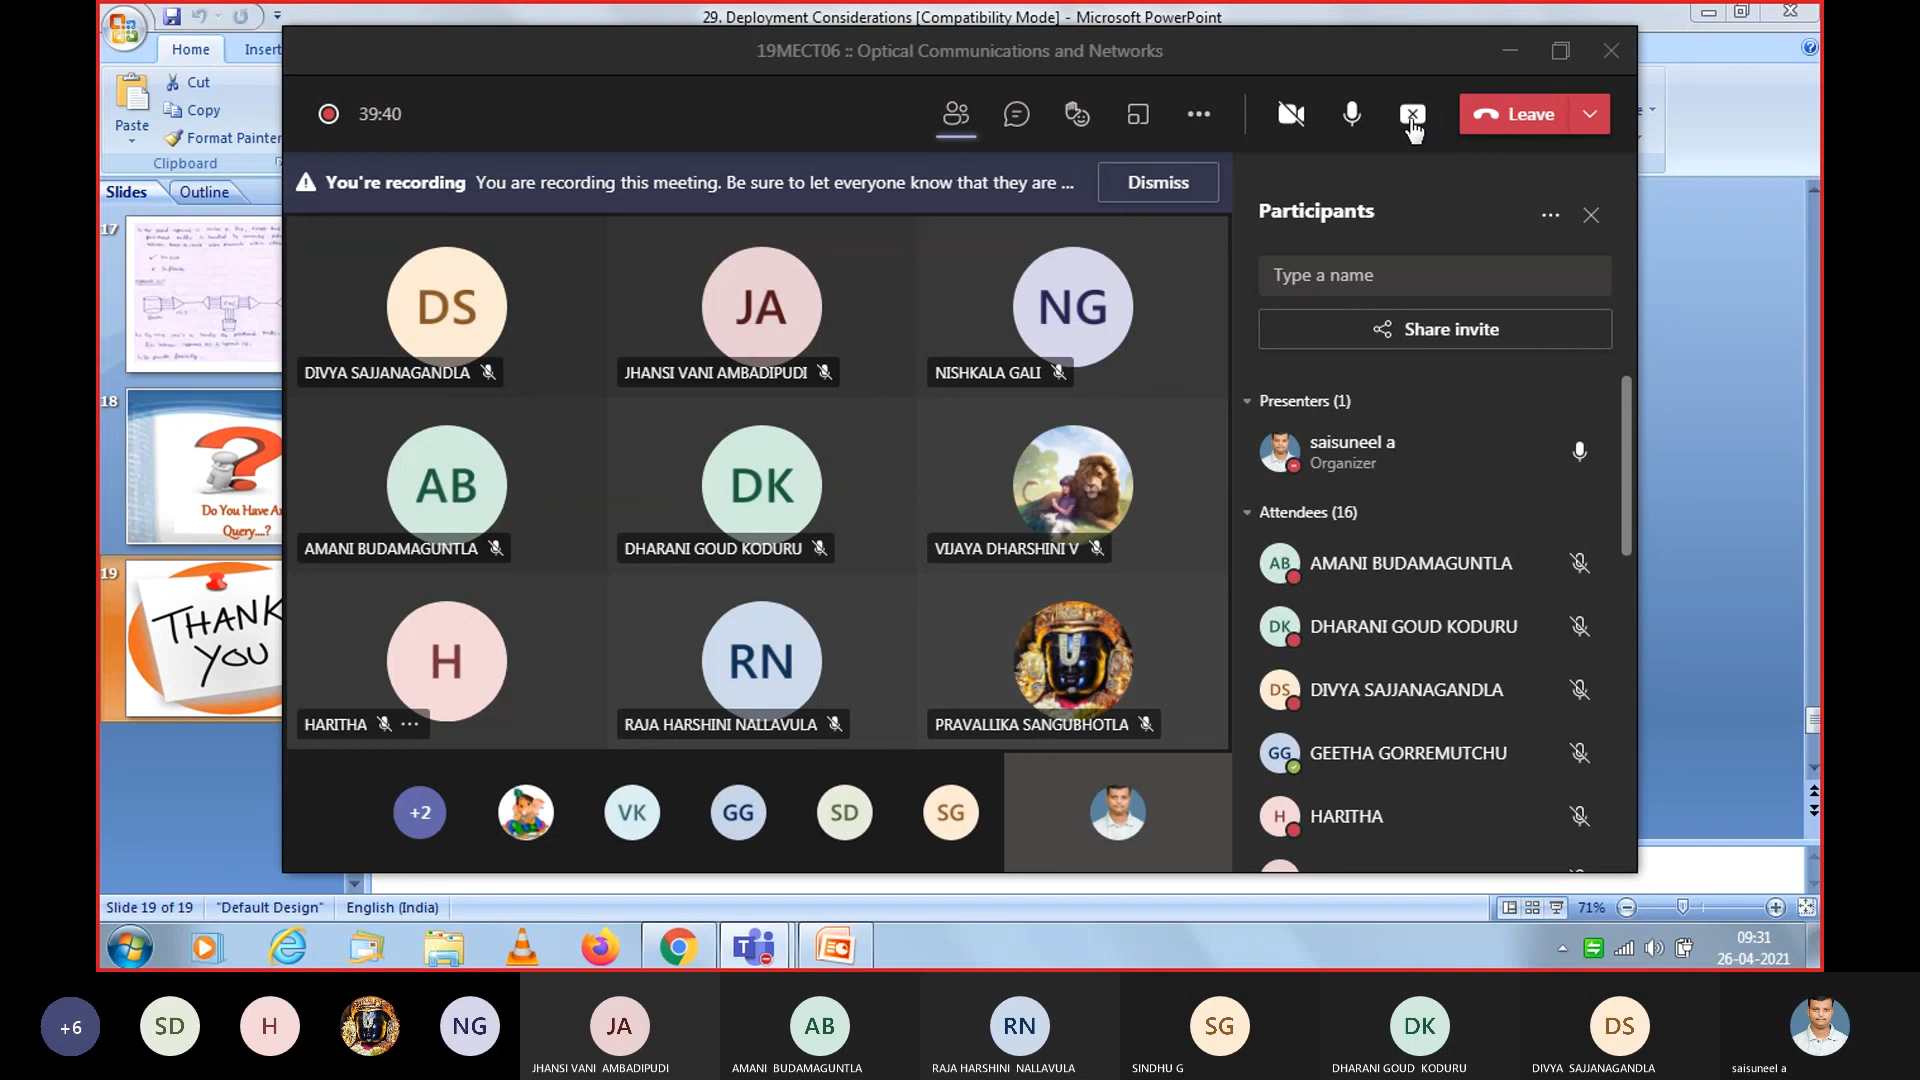 29. Deployment Considerations [Compatibility Mode] - Microsoft PowerPoint
Home
Insert
Cut
Copy
Paste
Format Painter
Clipboard
Slides
Outline
17
18
Do You Have An
Query....?
19
THANK
YOU
19MECT06 :: Optical Communications and Networks
39:40
Leave
You're recording You are recording this meeting. Be sure to let everyone know that they are ...
Dismiss
DS
DIVYA SAJJANAGANDLA
JA
JHANSI VANI AMBADIPUDI
NG
NISHKALA GALI
AB
AMANI BUDAMAGUNTLA
DK
DHARANI GOUD KODURU
VIJAYA DHARSHINI V
H
HARITHA
RN
RAJA HARSHINI NALLAVULA
PRAVALLIKA SANGUBHOTLA
+2
VK
GG
SD
SG
Participants
Type a name
Share invite
Presenters (1)
saisuneel a
Organizer
Attendees (16)
AB AMANI BUDAMAGUNTLA
DK DHARANI GOUD KODURU
DS DIVYA SAJJANAGANDLA
GG GEETHA GORREMUTCHU
H HARITHA
Slide 19 of 19
"Default Design"
English (India)
71%
09:31
26-04-2021
+6
SD
H
NG
JA
JHANSI VANI AMBADIPUDI
AB
AMANI BUDAMAGUNTLA
RN
RAJA HARSHINI NALLAVULA
SG
SINDHU G
DK
DHARANI GOUD KODURU
DS
DIVYA SAJJANAGANDLA
saisuneel a